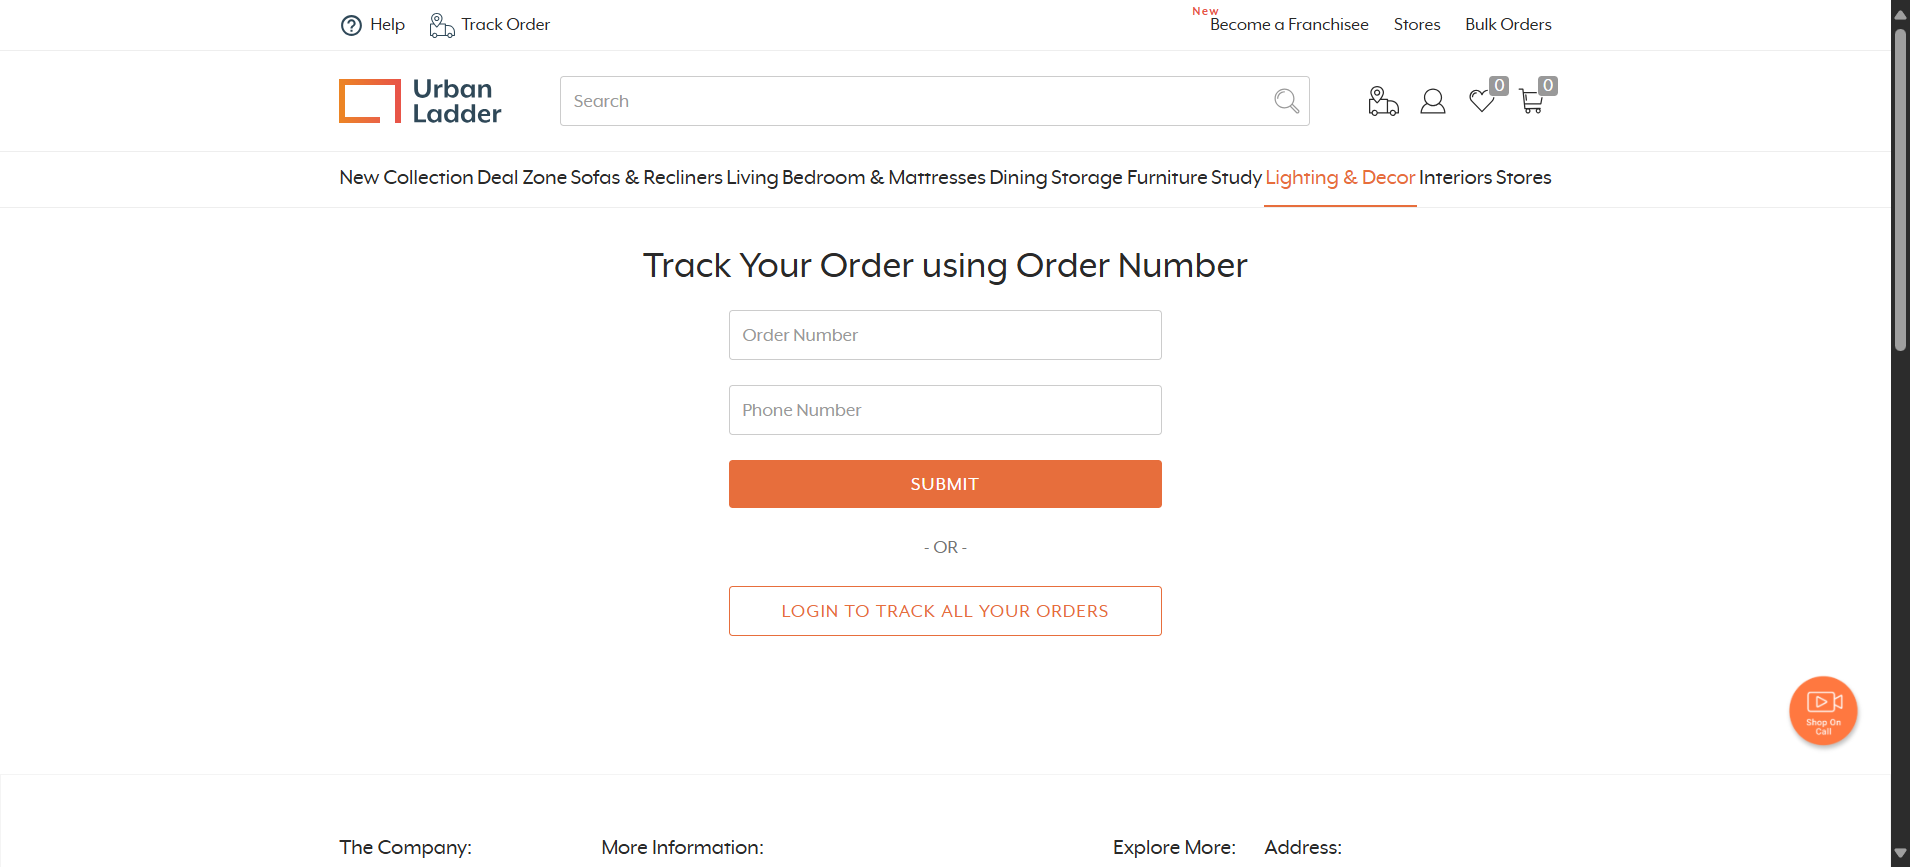 Help
Track Order
New
Become a Franchisee
Stores
Bulk Orders
Urban
Ladder
Search
0
0
New Collection Deal Zone Sofas & Recliners Living Bedroom & Mattresses Dining Storage Furniture Study Lighting & Decor Interiors Stores
Track Your Order using Order Number
Order Number
Phone Number
SUBMIT
- OR -
LOGIN TO TRACK ALL YOUR ORDERS
Shop On
Call
The Company:
More Information:
Explore More:
Address: